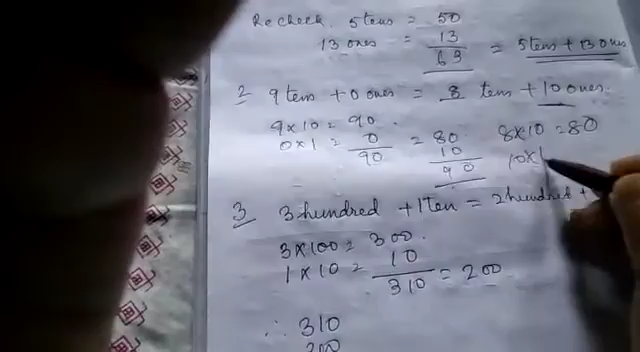 Recheck. 5 tens = 50
13 ones = 13
63 = 5 tens + 13 ones
2 9 tens + 0 ones = 8 tens + 10 ones.
9 x 10 = 90. 8 x 10 = 80
0 x 1 = 0 = 80 10 x 1
90 10
90
3 3 hundred + 1 Ten = 2 hundred +
3 x 100 = 300.
1 x 10 = 10
310 = 200
∴ 310
200